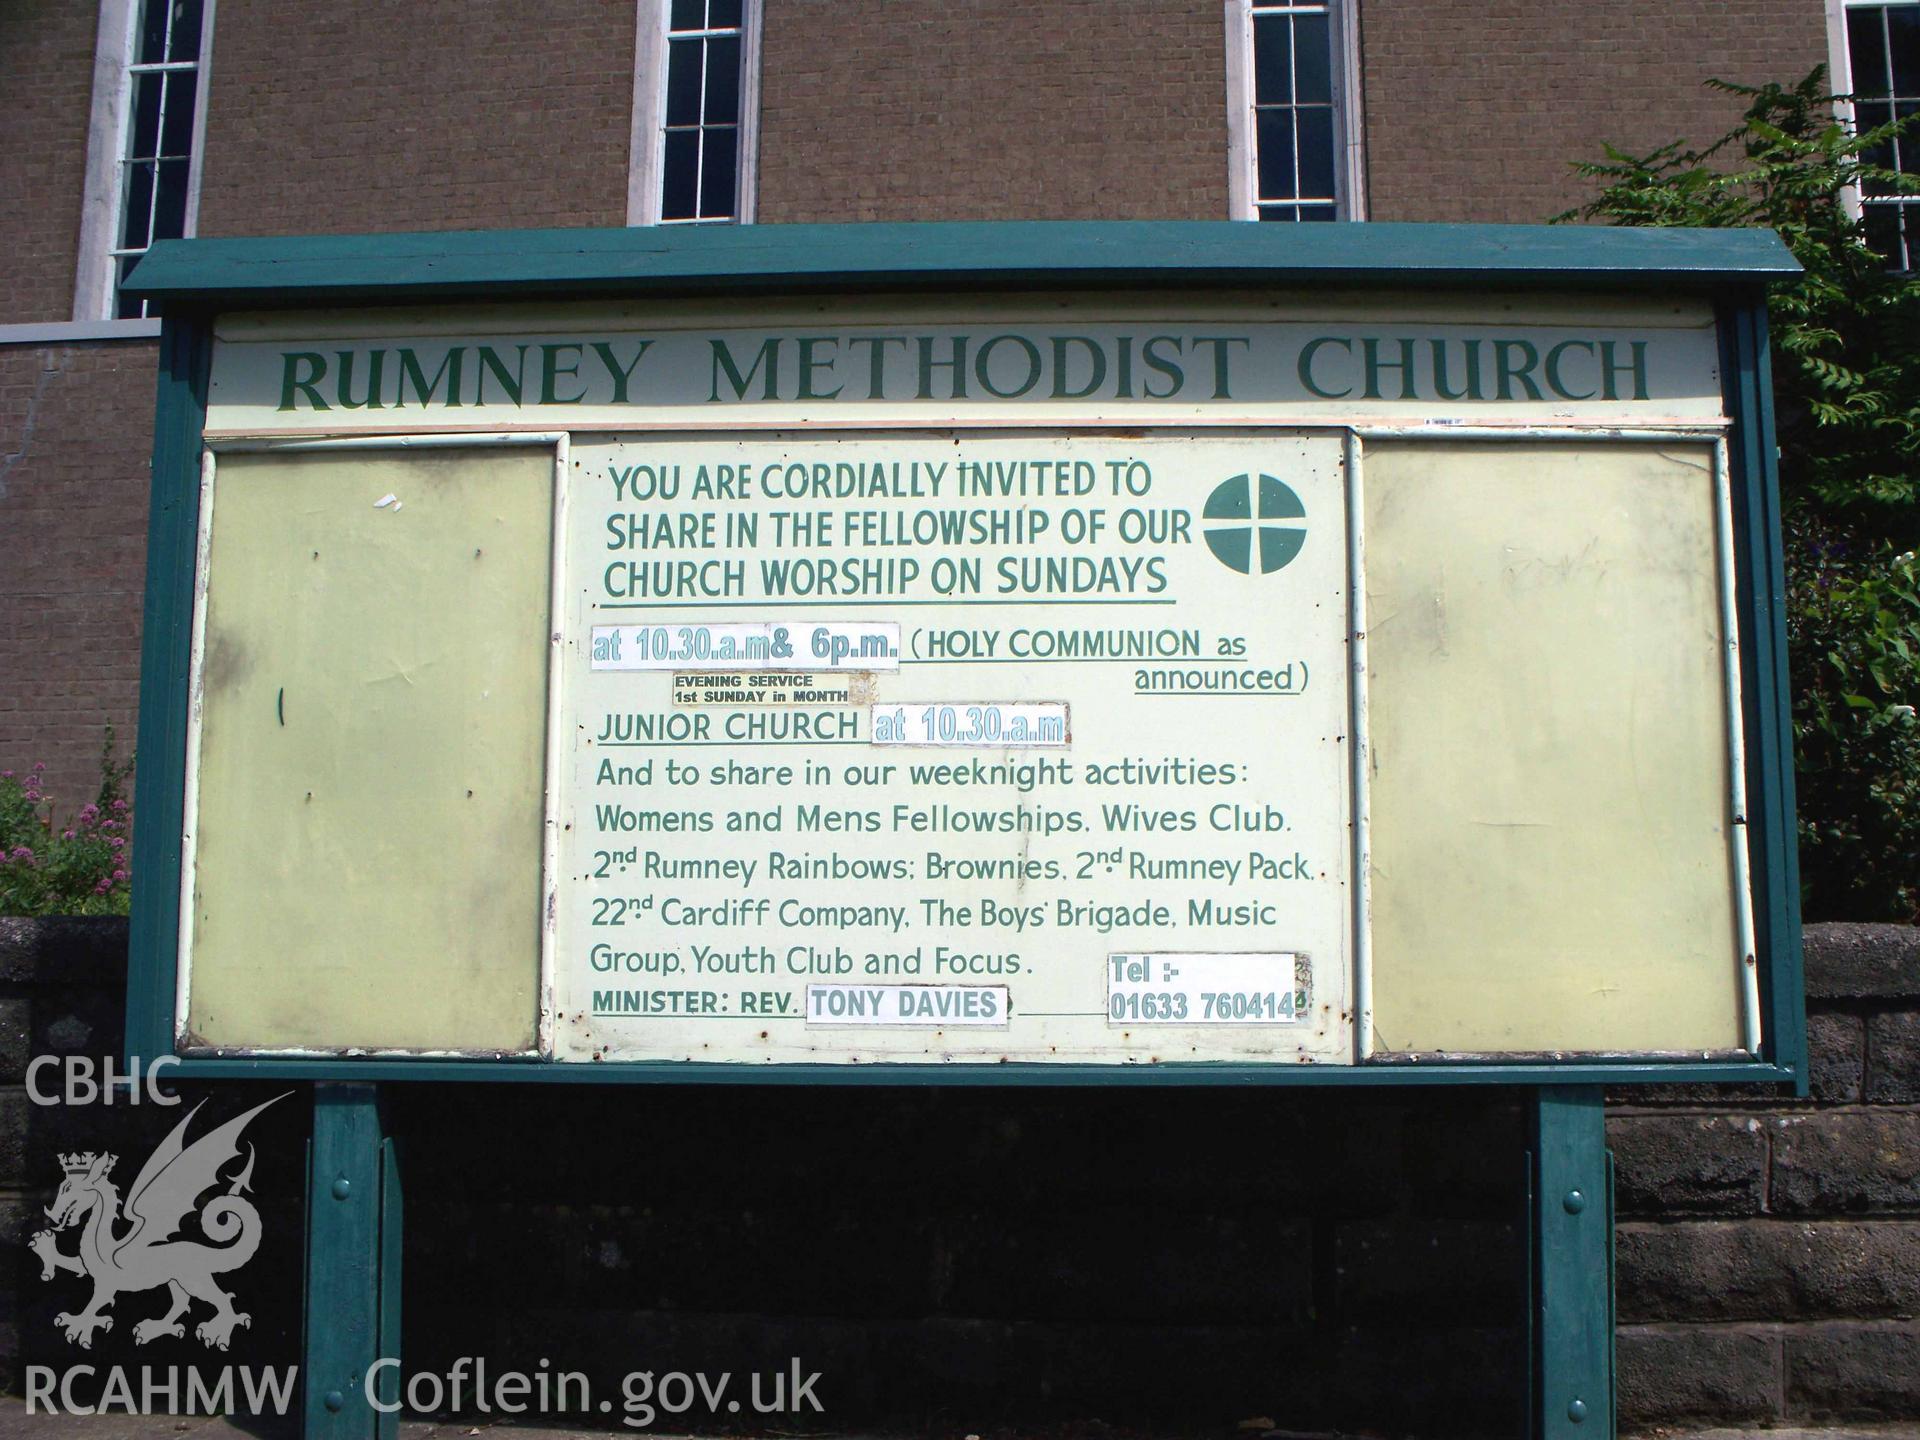 RUMNEY METHODIST CHURCH
YOU ARE CORDIALLY INVITED TO
SHARE IN THE FELLOWSHIP OF OUR
CHURCH WORSHIP ON SUNDAYS
at 10.30.a.m & 6p.m. (HOLY COMMUNION as
announced)
EVENING SERVICE
1st SUNDAY in MONTH
JUNIOR CHURCH at 10.30.a.m
And to share in our weeknight activities:
Womens and Mens Fellowships. Wives Club.
2nd Rumney Rainbows; Brownies, 2nd Rumney Pack.
22nd Cardiff Company, The Boys' Brigade, Music
Group, Youth Club and Focus.
MINISTER: REV. TONY DAVIES
Tel :-
01633 760414
CBHC
RCAHMW Coflein.gov.uk